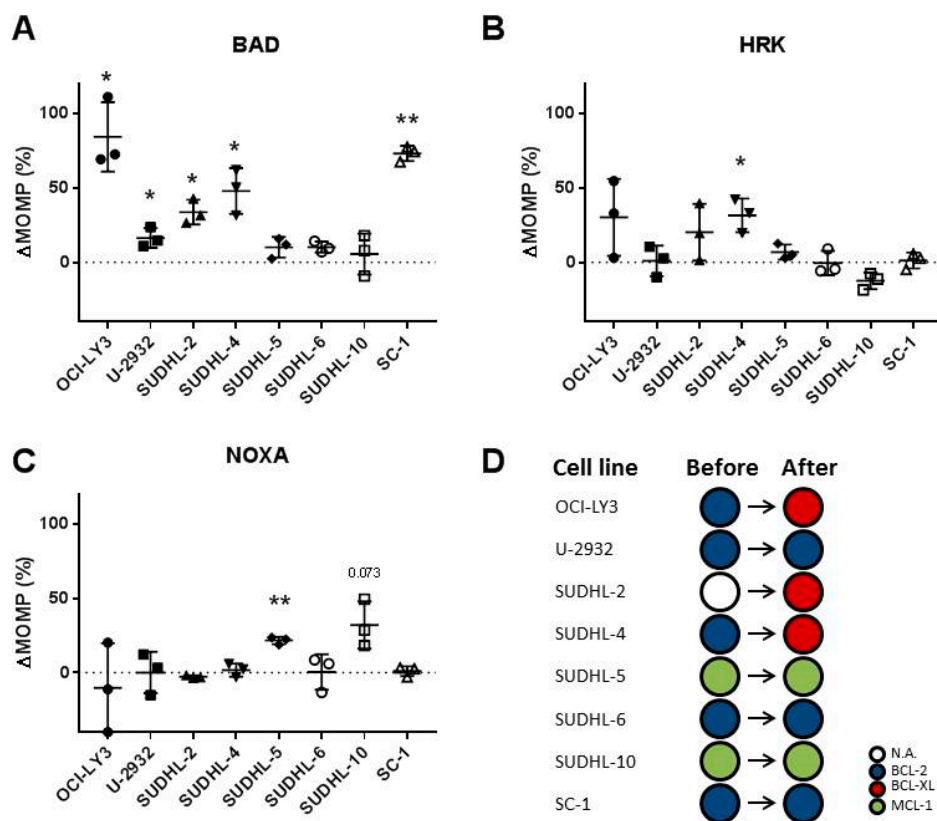 A
BAD
*
*
*
*
**
ΔMOMP (%)
100
50
0
OCI-LY3
U-2932
SUDHL-2
SUDHL-4
SUDHL-5
SUDHL-6
SUDHL-10
SC-1
B
HRK
*
ΔMOMP (%)
100
50
0
OCI-LY3
U-2932
SUDHL-2
SUDHL-4
SUDHL-5
SUDHL-6
SUDHL-10
SC-1
C
NOXA
**
0.073
ΔMOMP (%)
100
50
0
OCI-LY3
U-2932
SUDHL-2
SUDHL-4
SUDHL-5
SUDHL-6
SUDHL-10
SC-1
D
Cell line Before After
OCI-LY3
U-2932
SUDHL-2
SUDHL-4
SUDHL-5
SUDHL-6
SUDHL-10
SC-1
N.A.
BCL-2
BCL-XL
MCL-1